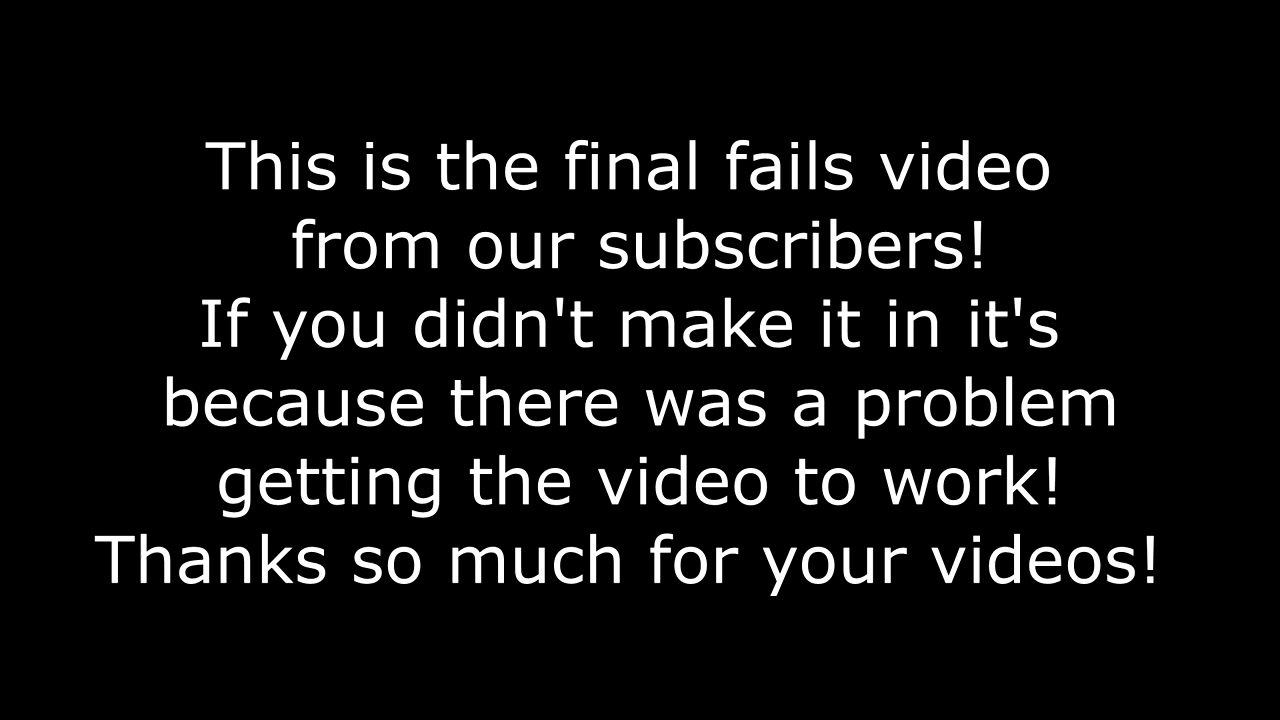 This is the final fails video
from our subscribers!
If you didn't make it in it's
because there was a problem
getting the video to work!
Thanks so much for your videos!